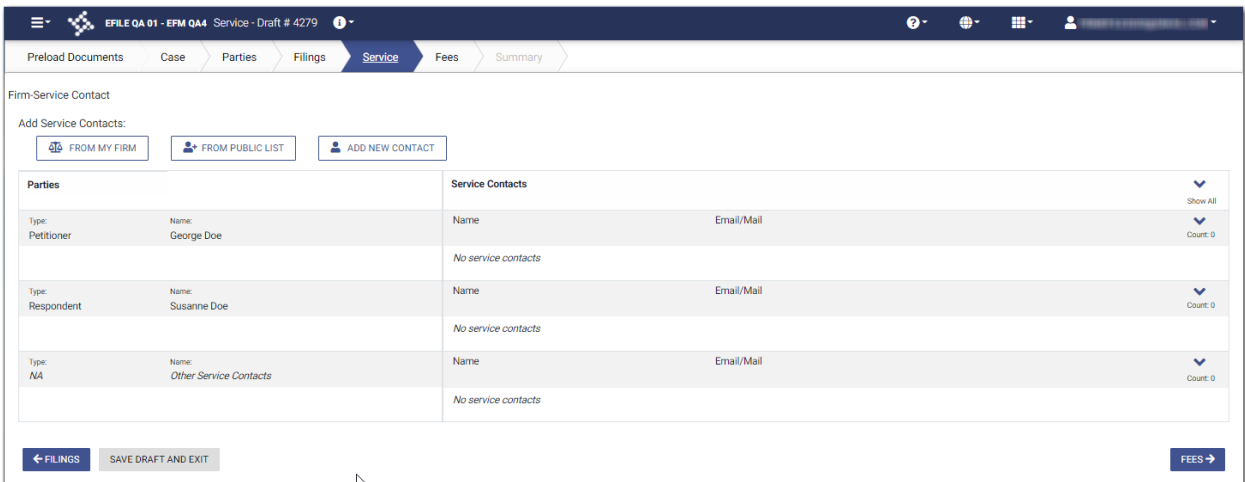 EFILE QA 01 - EFM QA4 Service - Draft # 4279
Preload Documents Case Parties Filings Service Fees Summary
Firm-Service Contact
Add Service Contacts:
FROM MY FIRM FROM PUBLIC LIST ADD NEW CONTACT
Parties Service Contacts
Show All
Type: Name: Name Email/Mail
Petitioner George Doe Count: 0
No service contacts
Type: Name: Name Email/Mail
Respondent Susanne Doe Count: 0
No service contacts
Type: Name: Name Email/Mail
NA Other Service Contacts Count: 0
No service contacts
FILINGS SAVE DRAFT AND EXIT FEES